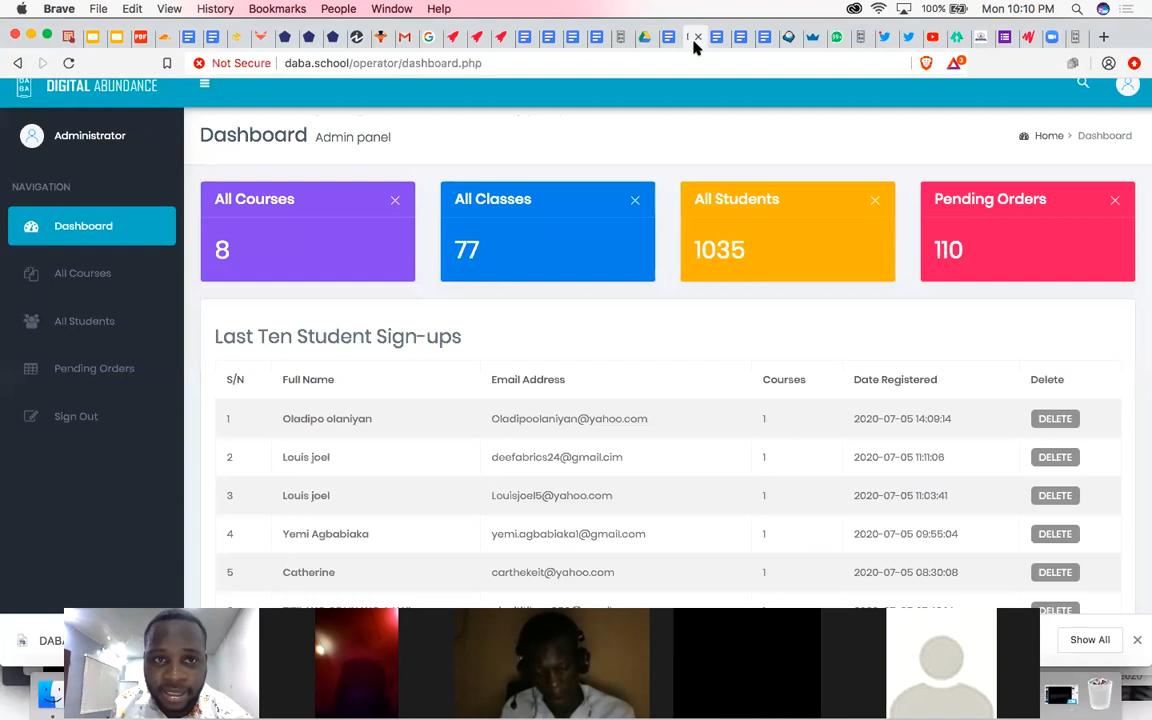 Brave File Edit View History Bookmarks People Window Help 100% Mon 10:10 PM
Not Secure daba.school/operator/dashboard.php
DA
BA
DIGITAL ABUNDANCE
Administrator
Dashboard Admin panel
Home > Dashboard
NAVIGATION
Dashboard
All Courses
All Students
Pending Orders
Sign Out
All Courses
8
All Classes
77
All Students
1035
Pending Orders
110
Last Ten Student Sign-ups
S/N Full Name Email Address Courses Date Registered Delete
1 Oladipo olaniyan Oladipoolaniyan@yahoo.com 1 2020-07-05 14:09:14 DELETE
2 Louis joel deefabrics24@gmail.cim 1 2020-07-05 11:11:06 DELETE
3 Louis joel Louisjoel5@yahoo.com 1 2020-07-05 11:03:41 DELETE
4 Yemi Agbabiaka yemi.agbabiaka1@gmail.com 1 2020-07-05 09:55:04 DELETE
5 Catherine carthekeit@yahoo.com 1 2020-07-05 08:30:08 DELETE
DELETE
DABA
Show All